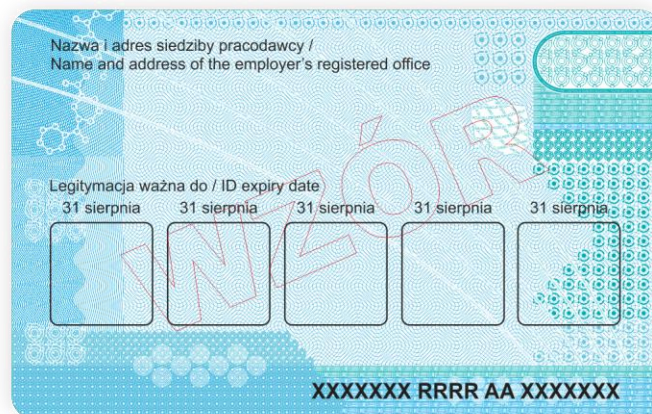 Nazwa i adres siedziby pracodawcy /
Name and address of the employer's registered office
WZÓR
Legitymacja ważna do / ID expiry date
31 sierpnia 31 sierpnia 31 sierpnia 31 sierpnia 31 sierpnia
XXXXXXX RRRR AA XXXXXXX